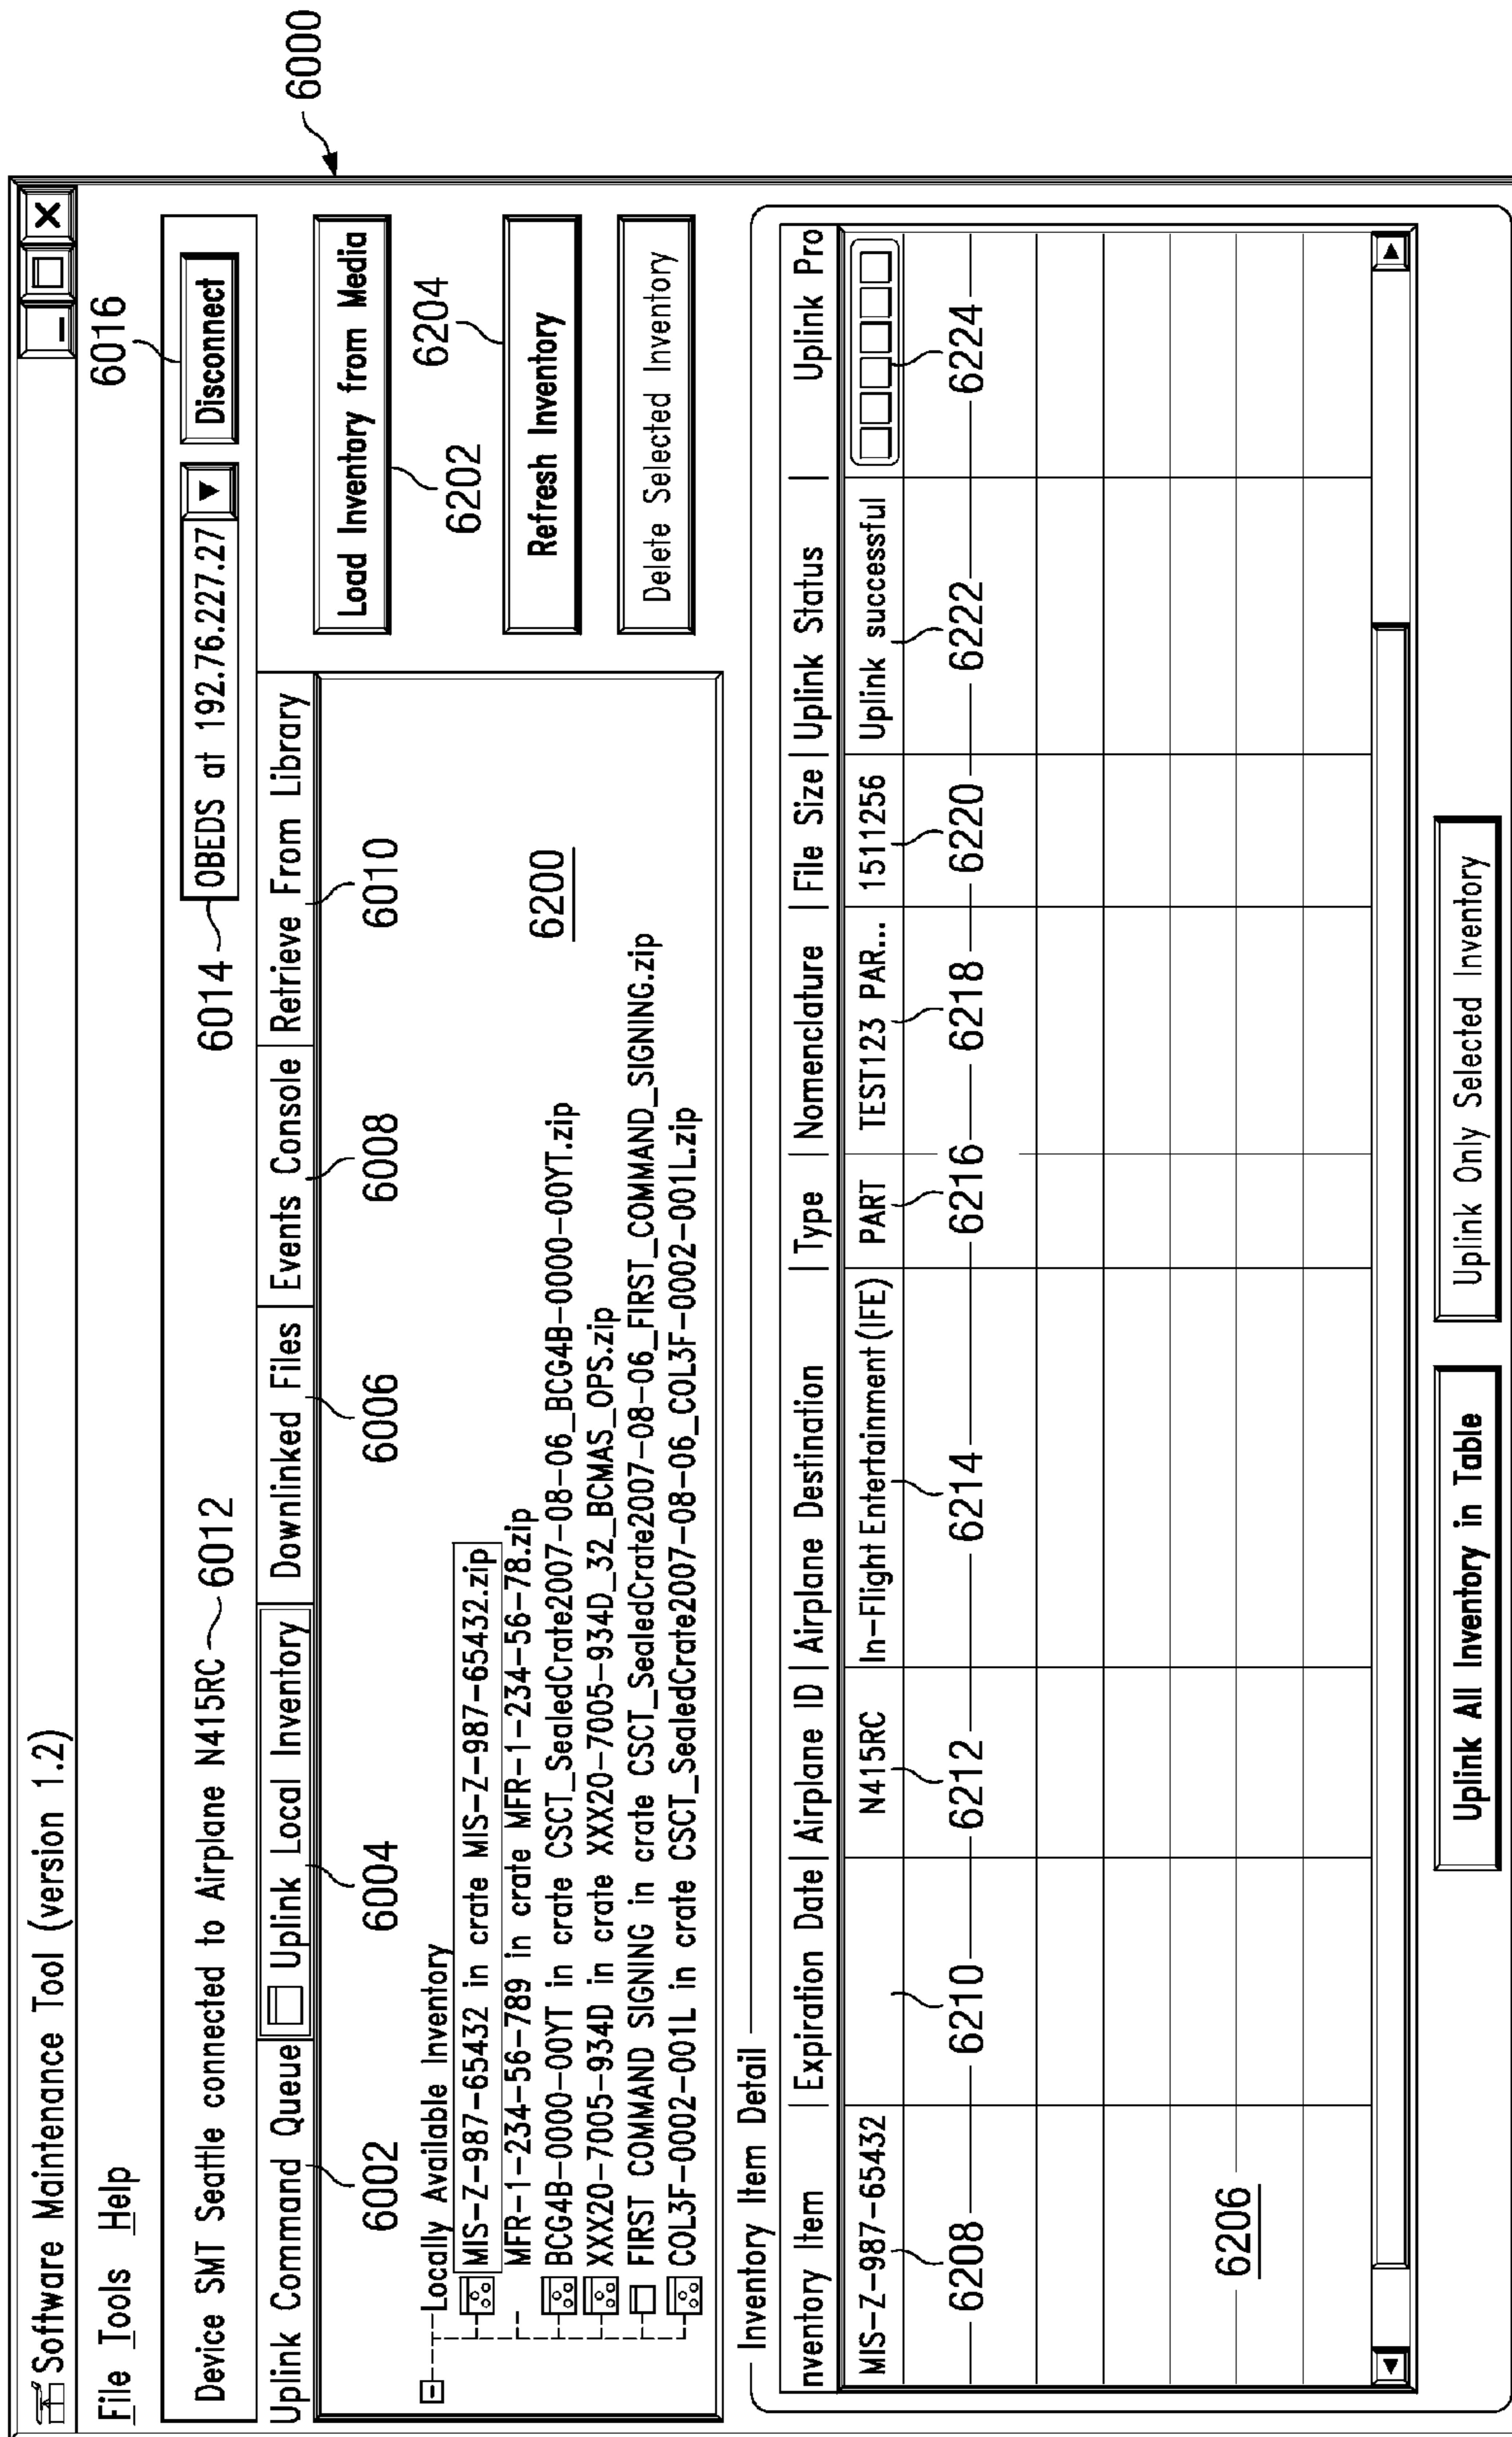 Software Maintenance Tool (version 1.2)
File Tools Help
6016
Device SMT Seattle connected to Airplane N415RC 6012
6014 OBEDS at 192.76.227.27 Disconnect
6000
Uplink Command Queue Uplink Local Inventory Downlinked Files Events Console Retrieve From Library
6002 6004 6006 6008 6010
Load Inventory from Media
6202 6204
Locally Available Inventory
MIS-Z-987-65432 in crate MIS-Z-987-65432.zip
MFR-1-234-56-789 in crate MFR-1-234-56-78.zip
BCG4B-0000-00YT in crate CSCT_SealedCrate2007-08-06_BCG4B-0000-00YT.zip
XXX20-7005-934D in crate XXX20-7005-934D_32_BCMAS_OPS.zip
FIRST COMMAND SIGNING in crate CSCT_SealedCrate2007-08-06_FIRST_COMMAND_SIGNING.zip
COL3F-0002-001L in crate CSCT_SealedCrate2007-08-06_COL3F-0002-001L.zip
6200
Refresh Inventory
Delete Selected Inventory
Inventory Item Detail
nventory Item | Expiration Date | Airplane ID | Airplane Destination | Type | Nomenclature | File Size | Uplink Status | Uplink Pro
MIS-Z-987-65432 N415RC In-Flight Entertainment (IFE) PART TEST123 PAR... 1511256 Uplink successful
6208 6210 6212 6214 6216 6218 6220 6222 6224
6206
Uplink All Inventory in Table Uplink Only Selected Inventory